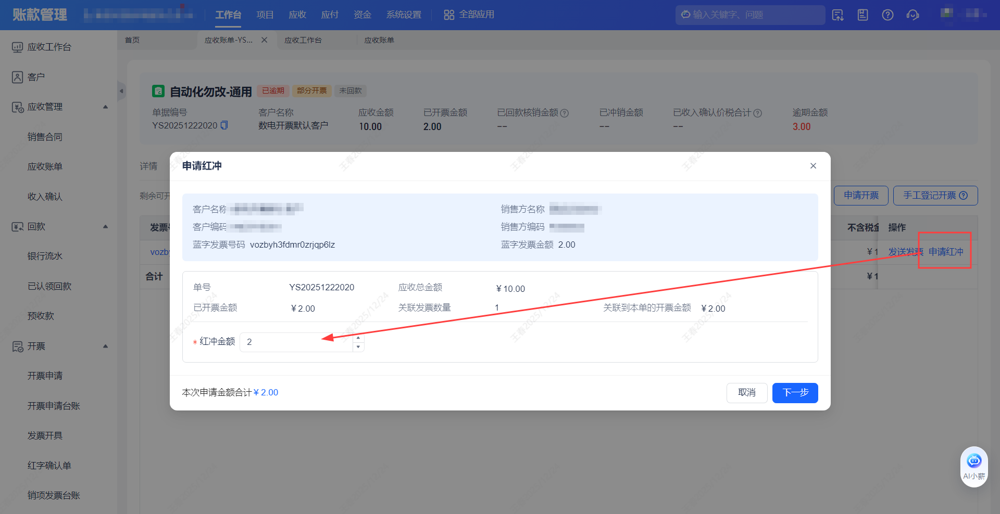 账款管理
工作台 项目 应收 应付 资金 系统设置 全部应用
输入关键字、问题
首页 应收账单-YS... 应收工作台 应收账单
应收工作台
客户
应收管理
销售合同
应收账单
收入确认
回款
银行流水
已认领回款
预收款
开票
开票申请
开票申请台账
发票开具
红字确认单
销项发票台账
自动化勿改-通用 已逾期 部分开票 未回款
单据编号 客户名称 应收金额 已开票金额 已回款核销金额 已冲销金额 已收入确认价税合计 逾期金额
YS20251222020 数电开票默认客户 10.00 2.00 -- -- -- 3.00
详情
剩余可开
申请开票 手工登记开票
发票 不含税金 操作
vozby ¥1 发送发票 申请红冲
合计 ¥1
申请红冲
客户名称 销售方名称
客户编码 销售方编码
蓝字发票号码 vozbyh3fdmr0zrjqp6lz 蓝字发票金额 2.00
单号 YS20251222020 应收总金额 ¥10.00
已开票金额 ¥2.00 关联发票数量 1 关联到本单的开票金额 ¥2.00
* 红冲金额 2
本次申请金额合计¥2.00
取消 下一步
AI小薪
王春2025/12/24